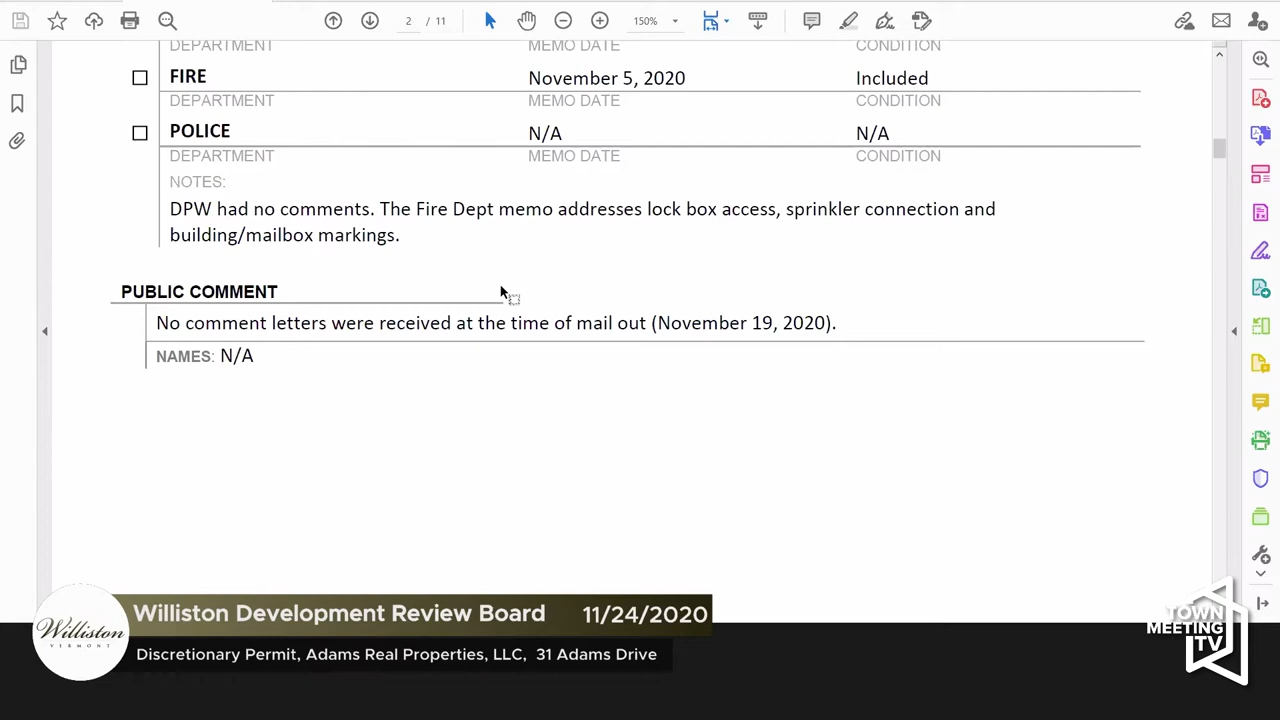 2 / 11
150%
DEPARTMENT MEMO DATE CONDITION
FIRE November 5, 2020 Included
DEPARTMENT MEMO DATE CONDITION
POLICE N/A N/A
DEPARTMENT MEMO DATE CONDITION
NOTES:
DPW had no comments. The Fire Dept memo addresses lock box access, sprinkler connection and
building/mailbox markings.
PUBLIC COMMENT
No comment letters were received at the time of mail out (November 19, 2020).
NAMES: N/A
Williston Development Review Board 11/24/2020
Williston
VERMONT
Discretionary Permit, Adams Real Properties, LLC, 31 Adams Drive
TOWN
MEETING
TV